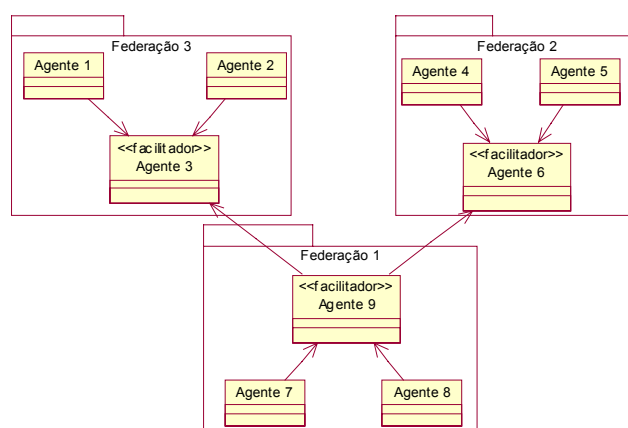 Federação 3
Agente 1
Agente 2
<<facilitador>>
Agente 3
Federação 2
Agente 4
Agente 5
<<facilitador>>
Agente 6
Federação 1
<<facilitador>>
Agente 9
Agente 7
Agente 8